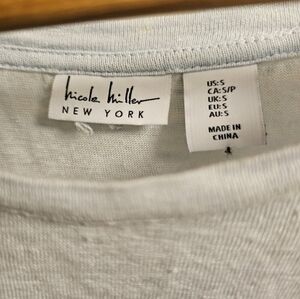 nicole miller
NEW YORK
US:S
CA:S/P
UK:S
EU:S
AU:S
MADE IN
CHINA